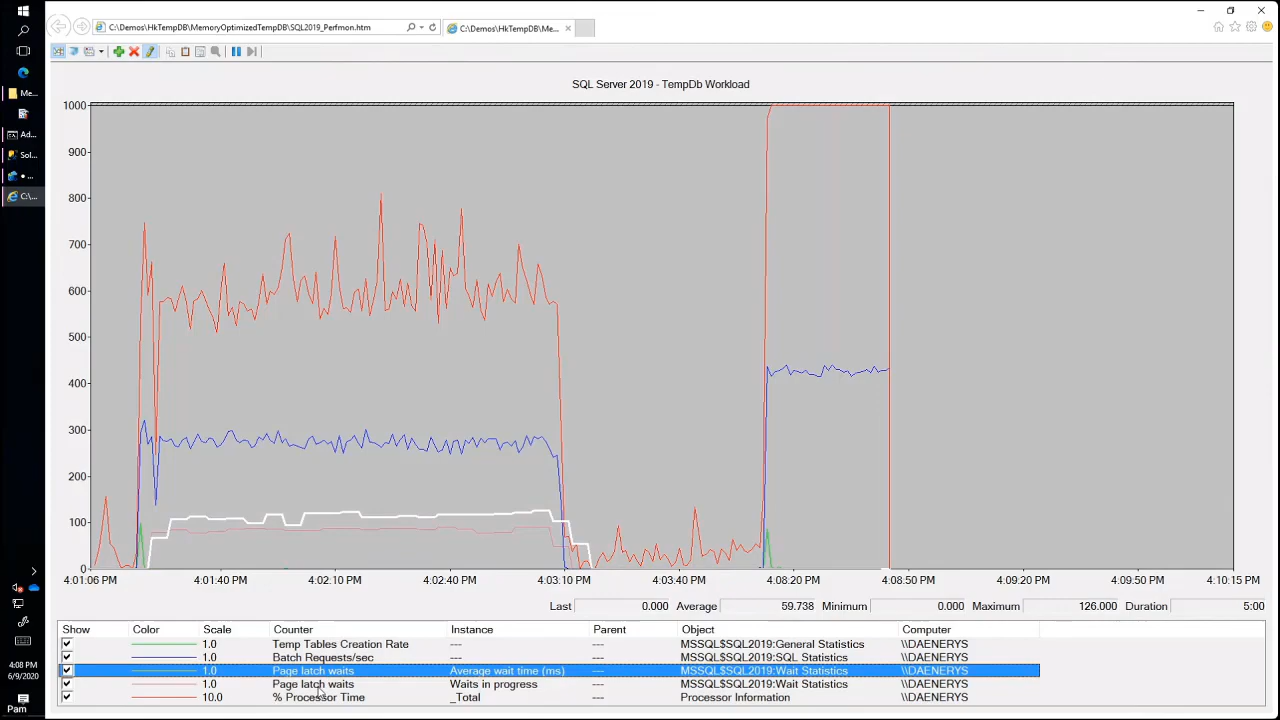 C:\Demos\HkTempDB\MemoryOptimizedTempDB\SQL2019_Perfmon.htm
C:\Demos\HkTempDB\Me...
SQL Server 2019 - TempDb Workload
1000
900
800
700
600
500
400
300
200
100
0
4:01:06 PM 4:01:40 PM 4:02:10 PM 4:02:40 PM 4:03:10 PM 4:03:40 PM 4:08:20 PM 4:08:50 PM 4:09:20 PM 4:09:50 PM 4:10:15 PM
Last 0.000 Average 59.738 Minimum 0.000 Maximum 126.000 Duration 5:00
Show Color Scale Counter Instance Parent Object Computer
1.0 Temp Tables Creation Rate --- --- MSSQL$SQL2019:General Statistics \\DAENERYS
1.0 Batch Requests/sec --- --- MSSQL$SQL2019:SQL Statistics \\DAENERYS
1.0 Page latch waits Average wait time (ms) --- MSSQL$SQL2019:Wait Statistics \\DAENERYS
1.0 Page latch waits Waits in progress --- MSSQL$SQL2019:Wait Statistics \\DAENERYS
10.0 % Processor Time _Total --- Processor Information \\DAENERYS
Me...
Ad...
Sol...
...
C:\...
4:08 PM
6/9/2020
Pam